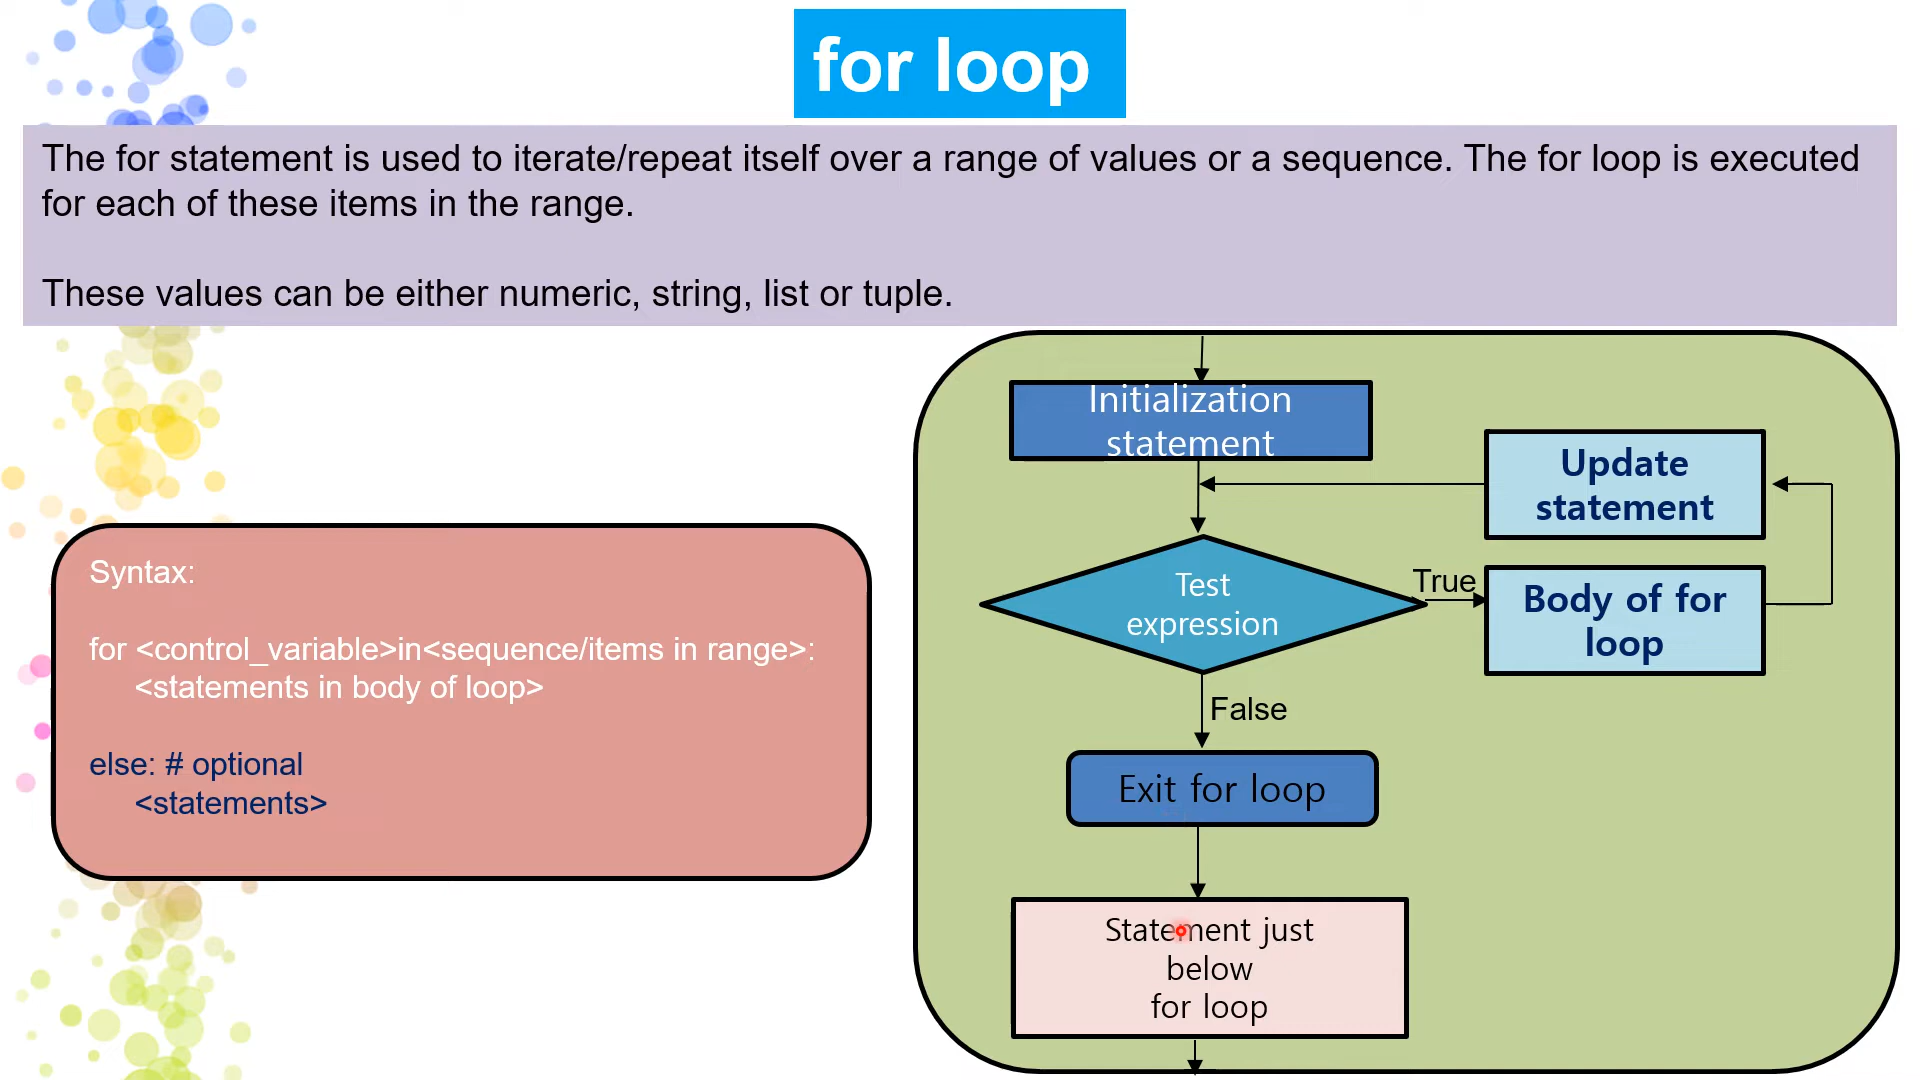 for loop
The for statement is used to iterate/repeat itself over a range of values or a sequence. The for loop is executed
for each of these items in the range.
These values can be either numeric, string, list or tuple.
Syntax:
for <control_variable>in<sequence/items in range>:
<statements in body of loop>
else: # optional
<statements>
Initialization
statement
Update
statement
Test
expression
True
Body of for
loop
False
Exit for loop
Statement just
below
for loop